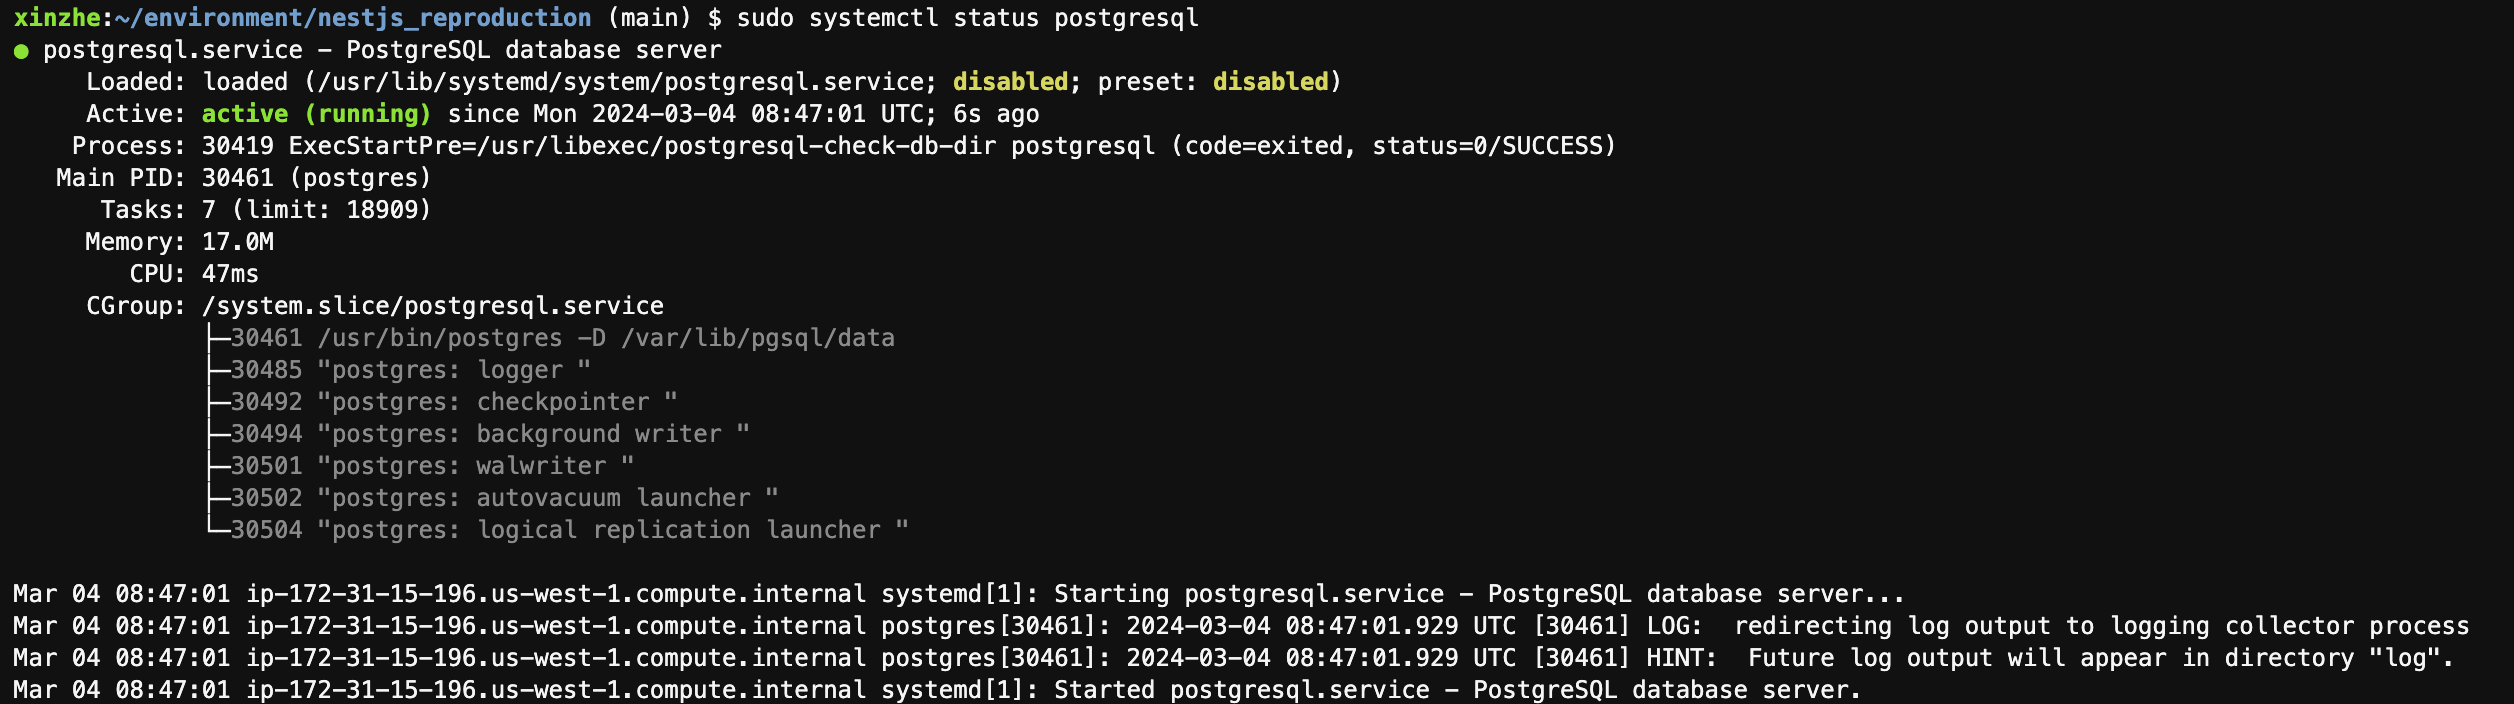 xinzhe:~/environment/nestjs_reproduction (main) $ sudo systemctl status postgresql
● postgresql.service – PostgreSQL database server
     Loaded: loaded (/usr/lib/systemd/system/postgresql.service; disabled; preset: disabled)
     Active: active (running) since Mon 2024-03-04 08:47:01 UTC; 6s ago
    Process: 30419 ExecStartPre=/usr/libexec/postgresql-check-db-dir postgresql (code=exited, status=0/SUCCESS)
   Main PID: 30461 (postgres)
      Tasks: 7 (limit: 18909)
     Memory: 17.0M
        CPU: 47ms
     CGroup: /system.slice/postgresql.service
             ├─30461 /usr/bin/postgres -D /var/lib/pgsql/data
             ├─30485 "postgres: logger "
             ├─30492 "postgres: checkpointer "
             ├─30494 "postgres: background writer "
             ├─30501 "postgres: walwriter "
             ├─30502 "postgres: autovacuum launcher "
             └─30504 "postgres: logical replication launcher "
Mar 04 08:47:01 ip-172-31-15-196.us-west-1.compute.internal systemd[1]: Starting postgresql.service – PostgreSQL database server...
Mar 04 08:47:01 ip-172-31-15-196.us-west-1.compute.internal postgres[30461]: 2024-03-04 08:47:01.929 UTC [30461] LOG:  redirecting log output to logging collector process
Mar 04 08:47:01 ip-172-31-15-196.us-west-1.compute.internal postgres[30461]: 2024-03-04 08:47:01.929 UTC [30461] HINT:  Future log output will appear in directory "log".
Mar 04 08:47:01 ip-172-31-15-196.us-west-1.compute.internal systemd[1]: Started postgresql.service – PostgreSQL database server.